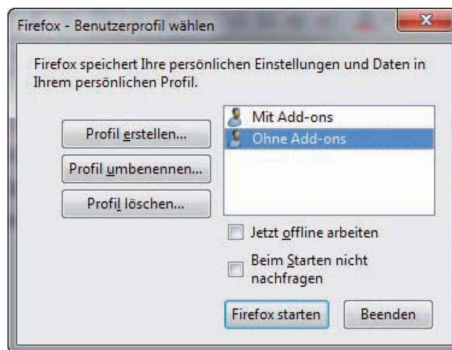 Firefox - Benutzerprofil wählen
Firefox speichert Ihre persönlichen Einstellungen und Daten in
Ihrem persönlichen Profil.
Profil erstellen...
Profil umbenennen...
Profil löschen...
Mit Add-ons
Ohne Add-ons
Jetzt offline arbeiten
Beim Starten nicht
nachfragen
Firefox starten
Beenden